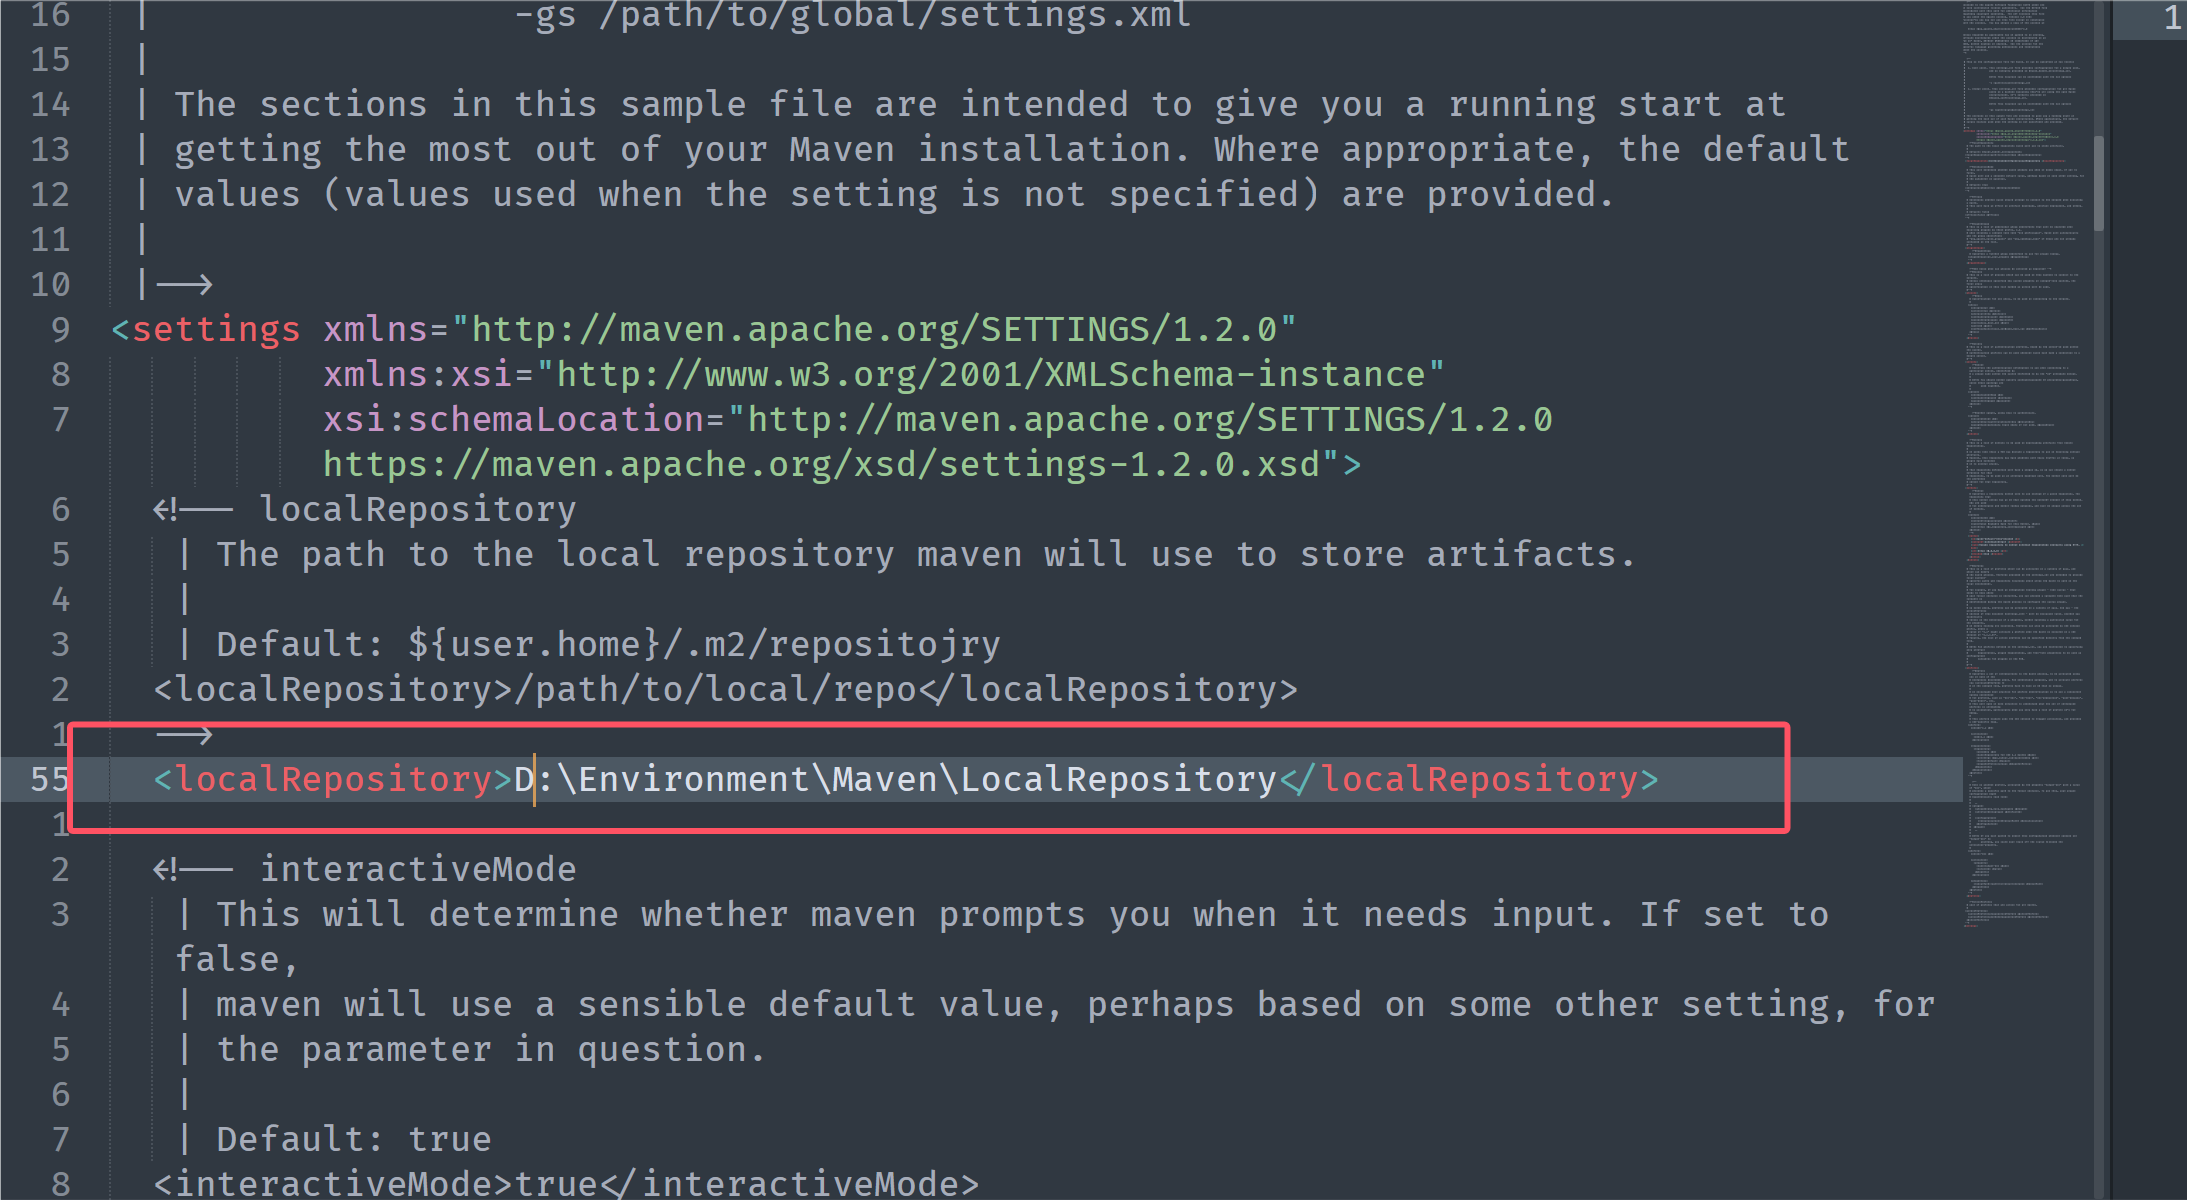 16 | -gs /path/to/global/settings.xml
15 |
14 | The sections in this sample file are intended to give you a running start at
13 | getting the most out of your Maven installation. Where appropriate, the default
12 | values (values used when the setting is not specified) are provided.
11 |
10 |-->
9 <settings xmlns="http://maven.apache.org/SETTINGS/1.2.0"
8 xmlns:xsi="http://www.w3.org/2001/XMLSchema-instance"
7 xsi:schemaLocation="http://maven.apache.org/SETTINGS/1.2.0
https://maven.apache.org/xsd/settings-1.2.0.xsd">
6 <!-- localRepository
5 | The path to the local repository maven will use to store artifacts.
4 |
3 | Default: ${user.home}/.m2/repositojry
2 <localRepository>/path/to/local/repo</localRepository>
1 -->
55 <localRepository>D:\Environment\Maven\LocalRepository</localRepository>
1
2 <!-- interactiveMode
3 | This will determine whether maven prompts you when it needs input. If set to
false,
4 | maven will use a sensible default value, perhaps based on some other setting, for
5 | the parameter in question.
6 |
7 | Default: true
8 <interactiveMode>true</interactiveMode>
1